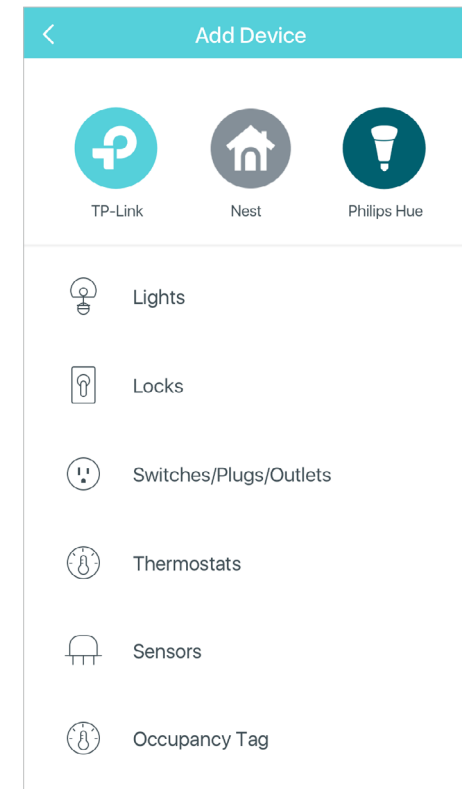 Add Device
TP-Link
Nest
Philips Hue
Lights
Locks
Switches/Plugs/Outlets
Thermostats
Sensors
Occupancy Tag